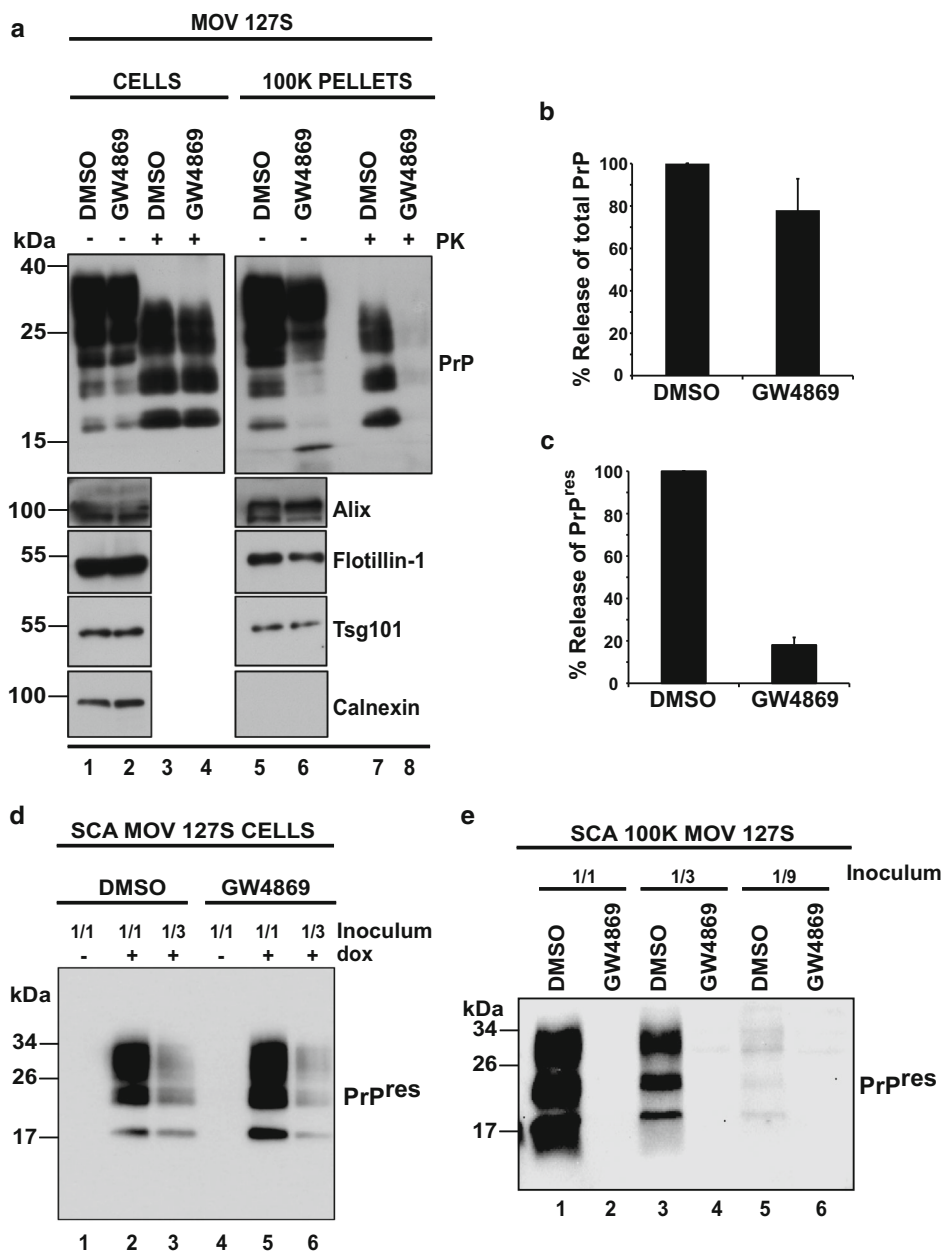 a
MOV 127S
CELLS 100K PELLETS
DMSO GW4869 DMSO GW4869 DMSO GW4869 DMSO GW4869
kDa - - + + - - + + PK
40
25
15
PrP
100 Alix
55 Flotillin-1
55 Tsg101
100 Calnexin
1 2 3 4 5 6 7 8
b
% Release of total PrP
100
80
60
40
20
0
DMSO GW4869
c
% Release of PrPres
100
80
60
40
20
0
DMSO GW4869
d
SCA MOV 127S CELLS
DMSO GW4869
1/1 1/1 1/3 1/1 1/1 1/3 Inoculum
- + + - + + dox
kDa
34
26
17
PrPres
1 2 3 4 5 6
e
SCA 100K MOV 127S
1/1 1/3 1/9 Inoculum
DMSO GW4869 DMSO GW4869 DMSO GW4869
kDa
34
26
17
PrPres
1 2 3 4 5 6